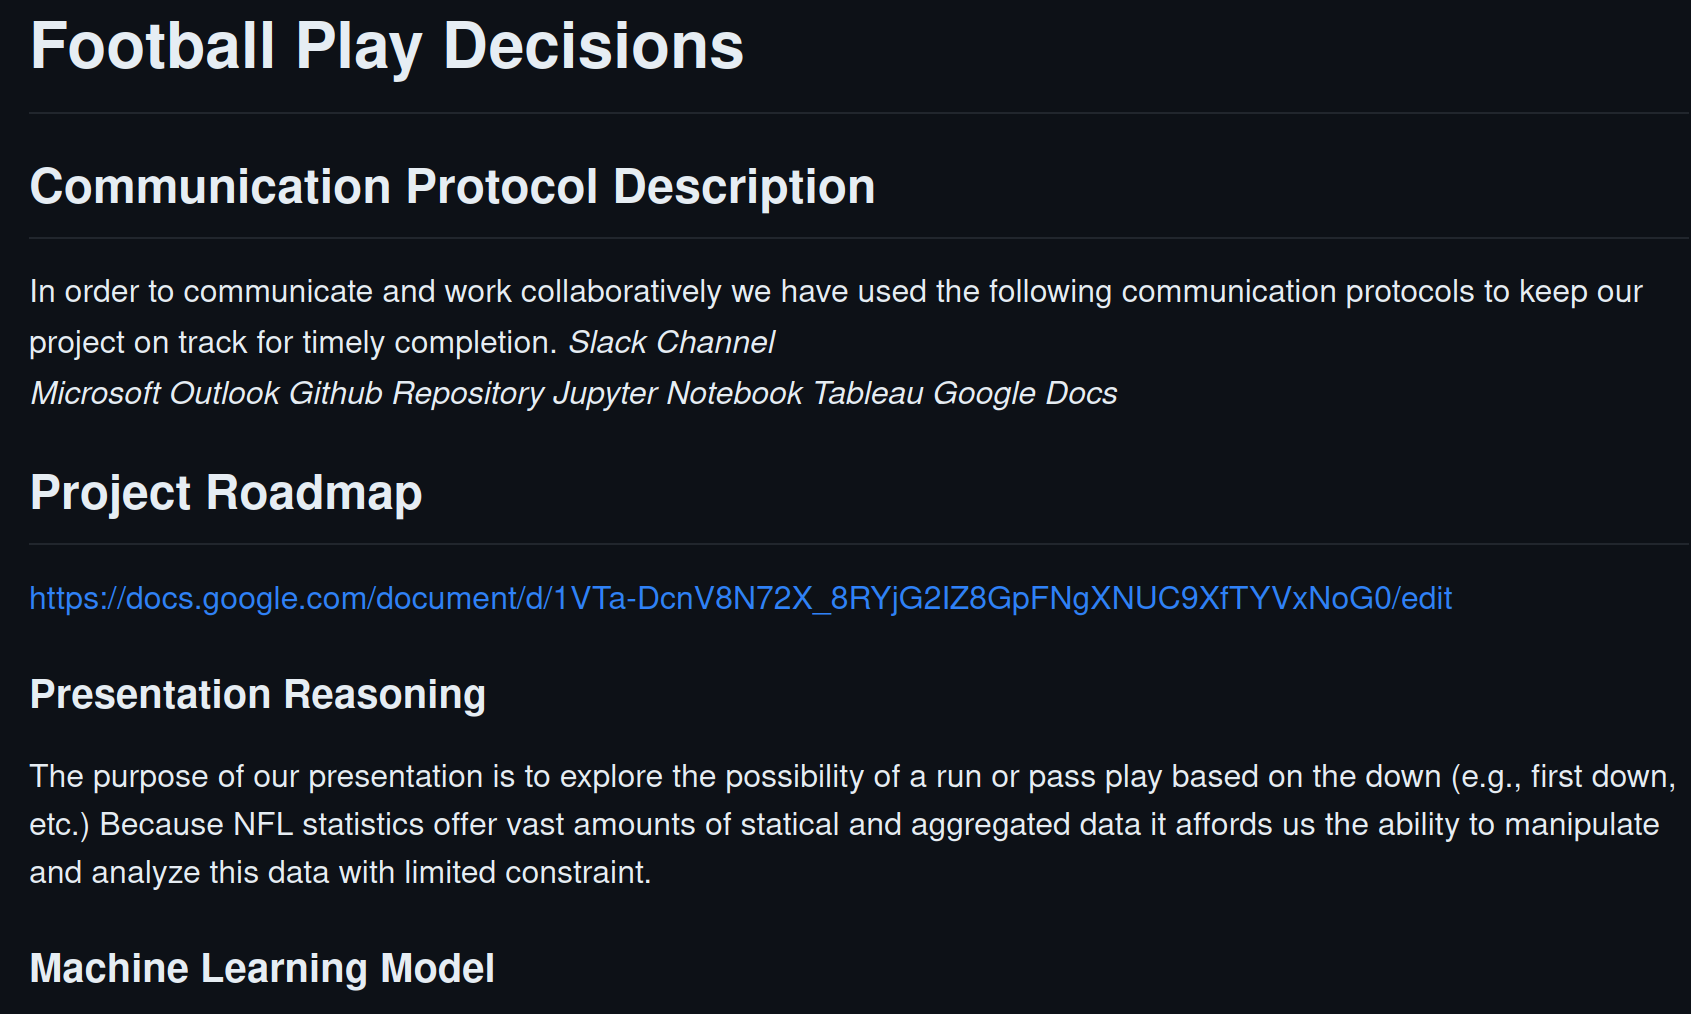 Football Play Decisions
Communication Protocol Description
In order to communicate and work collaboratively we have used the following communication protocols to keep our
project on track for timely completion. Slack Channel
Microsoft Outlook Github Repository Jupyter Notebook Tableau Google Docs
Project Roadmap
https://docs.google.com/document/d/1VTa-DcnV8N72X_8RYjG2IZ8GpFNgXNUC9XfTYVxNoG0/edit
Presentation Reasoning
The purpose of our presentation is to explore the possibility of a run or pass play based on the down (e.g., first down,
etc.) Because NFL statistics offer vast amounts of statical and aggregated data it affords us the ability to manipulate
and analyze this data with limited constraint.
Machine Learning Model